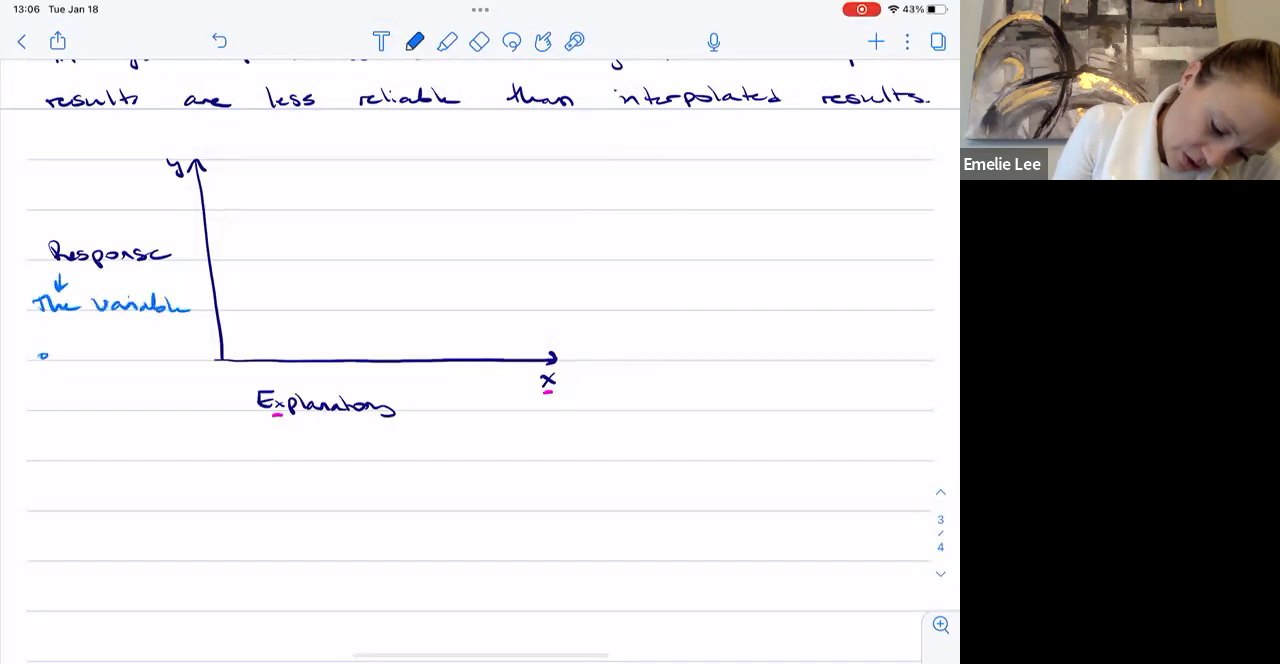 13:06 Tue Jan 18
43%
results are less reliable than interpolated results.
y
Response
The variable
x
Explanatory
3
/
4
Emelie Lee